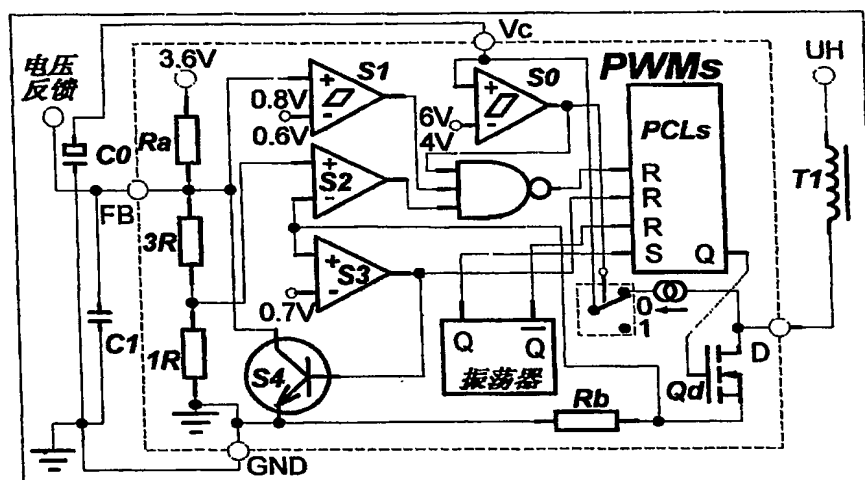 Vc
电压
反馈
3.6V
S1
S0
PWMs
UH
0.8V
0.6V
6V
4V
PCLs
C0
Ra
S2
R
R
R
S
Q
T1
FB
3R
S3
0.7V
0
1
C1
1R
S4
Q
Q̅
振荡器
D
Qd
Rb
GND